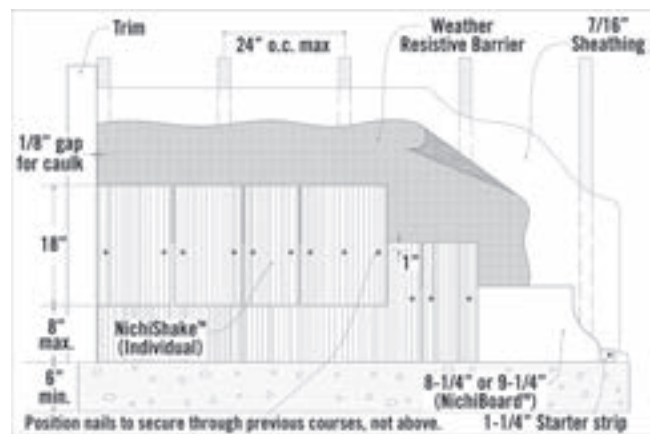 Trim
24" o.c. max
Weather
Resistive Barrier
7/16"
Sheathing
1/8" gap
for caulk
18"
1"
NichiShake™
(Individual)
8"
max.
6"
min.
8-1/4" or 9-1/4"
(NichiBoard™)
Position nails to secure through previous courses, not above.
1-1/4" Starter strip